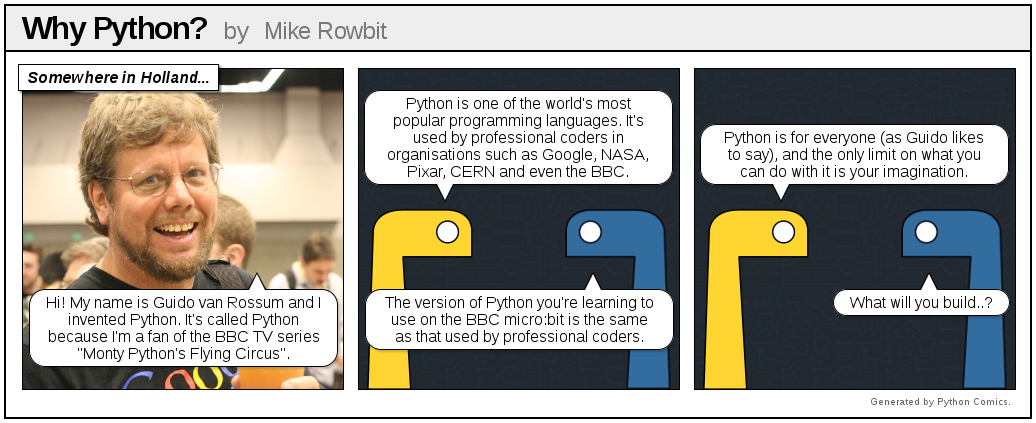 Why Python? by Mike Rowbit
Somewhere in Holland...
Hi! My name is Guido van Rossum and I
invented Python. It's called Python
because I'm a fan of the BBC TV series
"Monty Python's Flying Circus".
Python is one of the world's most
popular programming languages. It's
used by professional coders in
organisations such as Google, NASA,
Pixar, CERN and even the BBC.
The version of Python you're learning to
use on the BBC micro:bit is the same
as that used by professional coders.
Python is for everyone (as Guido likes
to say), and the only limit on what you
can do with it is your imagination.
What will you build..?
Generated by Python Comics.